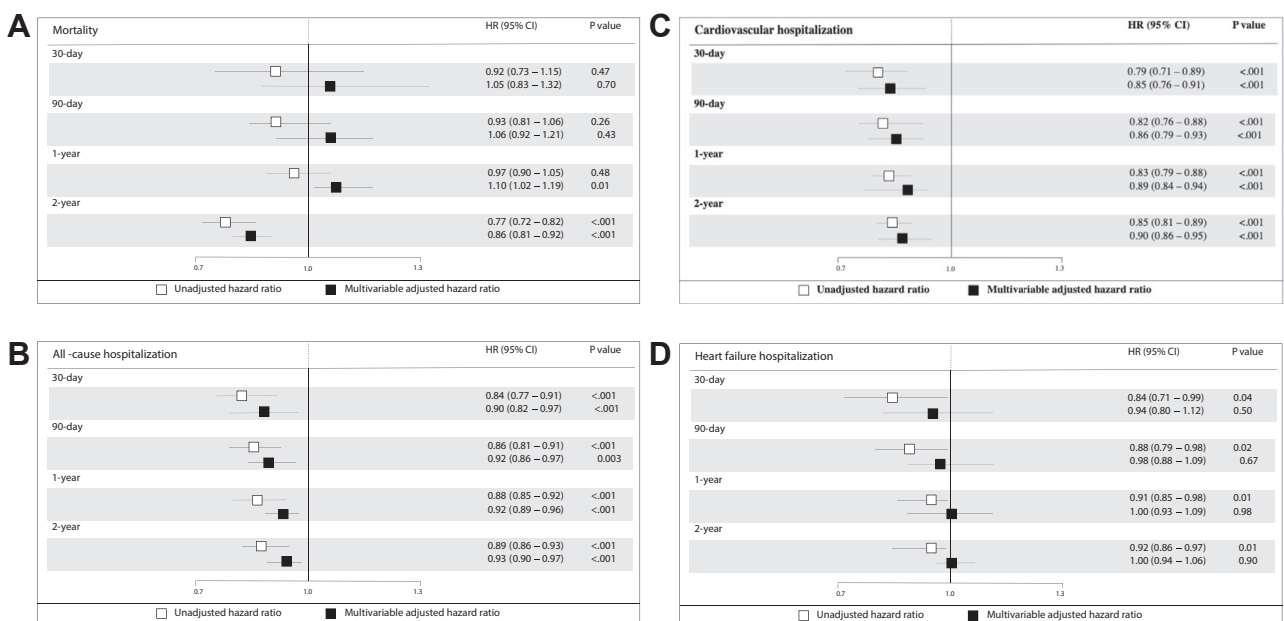 A
Mortality HR (95% CI) P value
30-day
0.92 (0.73 – 1.15) 0.47
1.05 (0.83 – 1.32) 0.70
90-day
0.93 (0.81 – 1.06) 0.26
1.06 (0.92 – 1.21) 0.43
1-year
0.97 (0.90 – 1.05) 0.48
1.10 (1.02 – 1.19) 0.01
2-year
0.77 (0.72 – 0.82) <.001
0.86 (0.81 – 0.92) <.001
0.7 1.0 1.3
Unadjusted hazard ratio Multivariable adjusted hazard ratio
C
Cardiovascular hospitalization HR (95% CI) P value
30-day
0.79 (0.71 – 0.89) <.001
0.85 (0.76 – 0.91) <.001
90-day
0.82 (0.76 – 0.88) <.001
0.86 (0.79 – 0.93) <.001
1-year
0.83 (0.79 – 0.88) <.001
0.89 (0.84 – 0.94) <.001
2-year
0.85 (0.81 – 0.89) <.001
0.90 (0.86 – 0.95) <.001
0.7 1.0 1.3
Unadjusted hazard ratio Multivariable adjusted hazard ratio
B
All -cause hospitalization HR (95% CI) P value
30-day
0.84 (0.77 – 0.91) <.001
0.90 (0.82 – 0.97) <.001
90-day
0.86 (0.81 – 0.91) <.001
0.92 (0.86 – 0.97) 0.003
1-year
0.88 (0.85 – 0.92) <.001
0.92 (0.89 – 0.96) <.001
2-year
0.89 (0.86 – 0.93) <.001
0.93 (0.90 – 0.97) <.001
0.7 1.0 1.3
Unadjusted hazard ratio Multivariable adjusted hazard ratio
D
Heart failure hospitalization HR (95% CI) P value
30-day
0.84 (0.71 – 0.99) 0.04
0.94 (0.80 – 1.12) 0.50
90-day
0.88 (0.79 – 0.98) 0.02
0.98 (0.88 – 1.09) 0.67
1-year
0.91 (0.85 – 0.98) 0.01
1.00 (0.93 – 1.09) 0.98
2-year
0.92 (0.86 – 0.97) 0.01
1.00 (0.94 – 1.06) 0.90
0.7 1.0 1.3
Unadjusted hazard ratio Multivariable adjusted hazard ratio